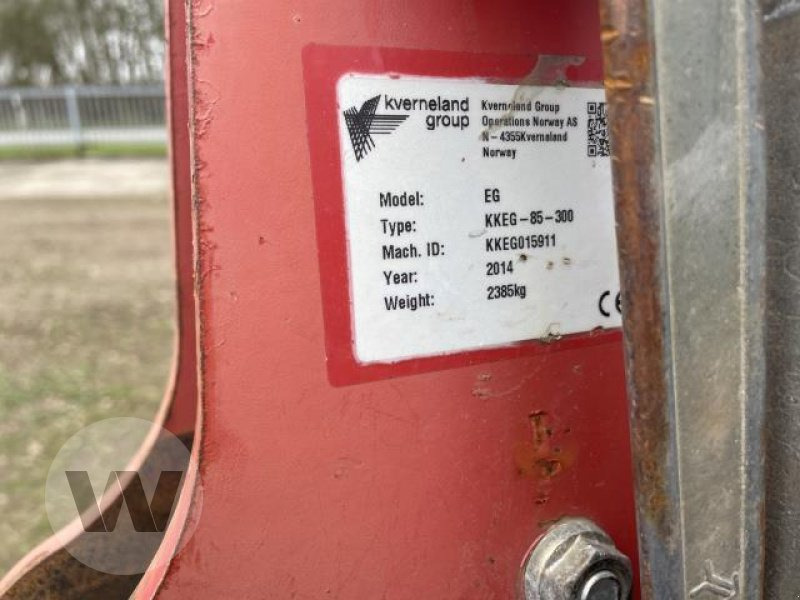 kverneland
group
Kverneland Group
Operations Norway AS
N-4355Kverneland
Norway
Model: EG
Type: KKEG-85-300
Mach. ID: KKEG015911
Year: 2014
Weight: 2385kg
CE
W